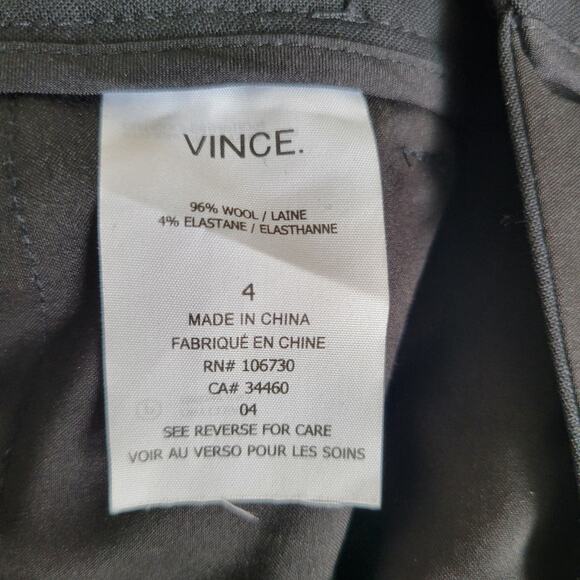 VINCE.
96% WOOL / LAINE
4% ELASTANE / ELASTHANNE
4
MADE IN CHINA
FABRIQUÉ EN CHINE
RN# 106730
CA# 34460
04
SEE REVERSE FOR CARE
VOIR AU VERSO POUR LES SOINS